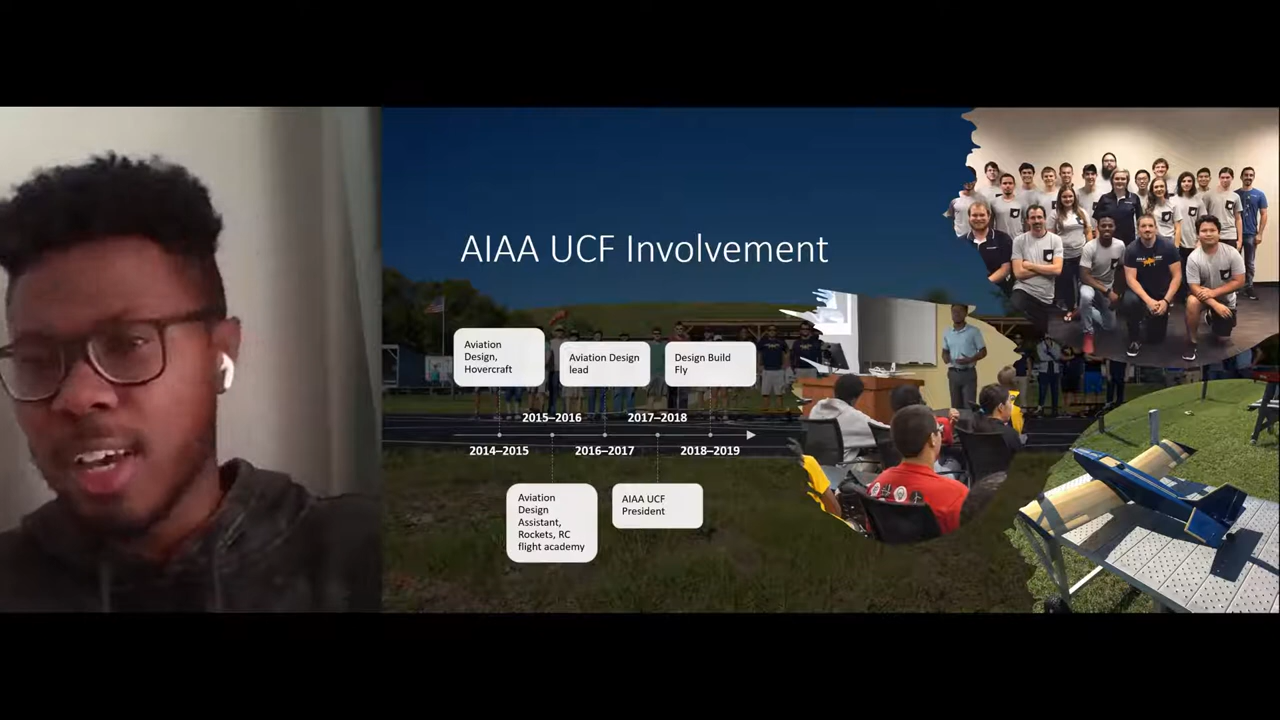 AIAA UCF Involvement
Aviation
Design,
Hovercraft
Aviation Design
lead
Design Build
Fly
2015–2016
2017–2018
2014–2015
2016–2017
2018–2019
Aviation
Design
Assistant,
Rockets, RC
flight academy
AIAA UCF
President